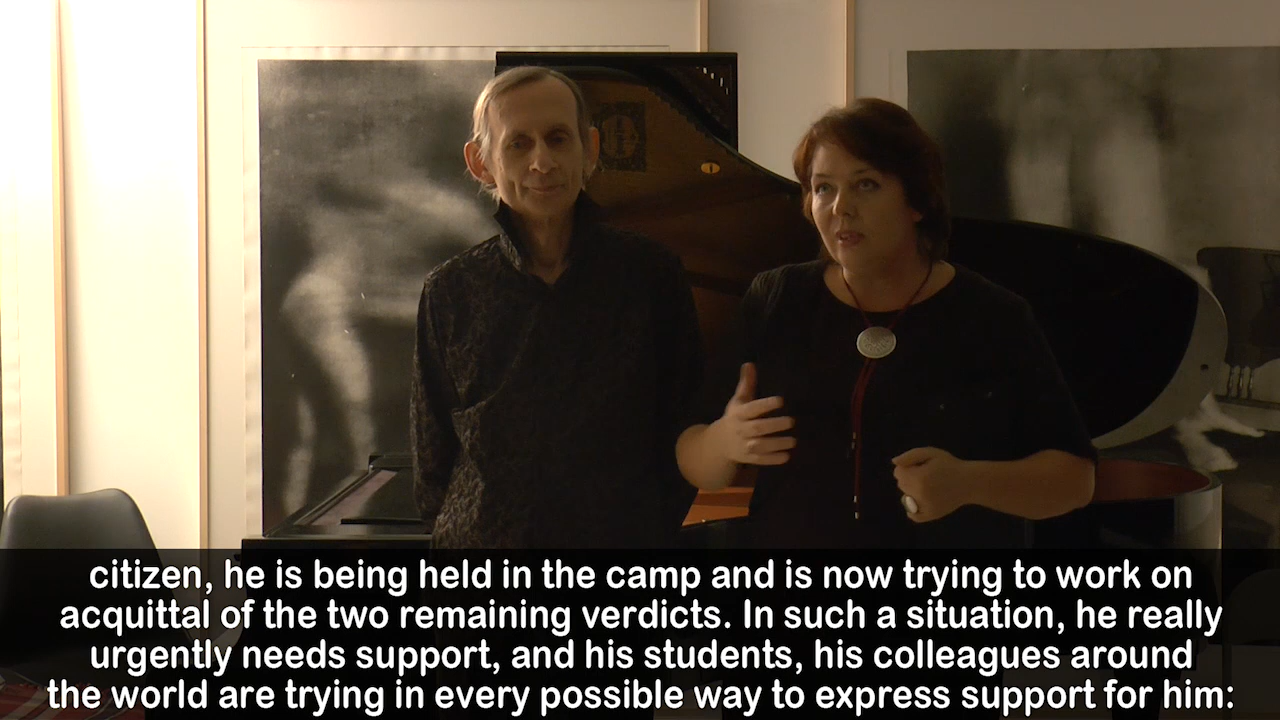 citizen, he is being held in the camp and is now trying to work on
acquittal of the two remaining verdicts. In such a situation, he really
urgently needs support, and his students, his colleagues around
the world are trying in every possible way to express support for him: